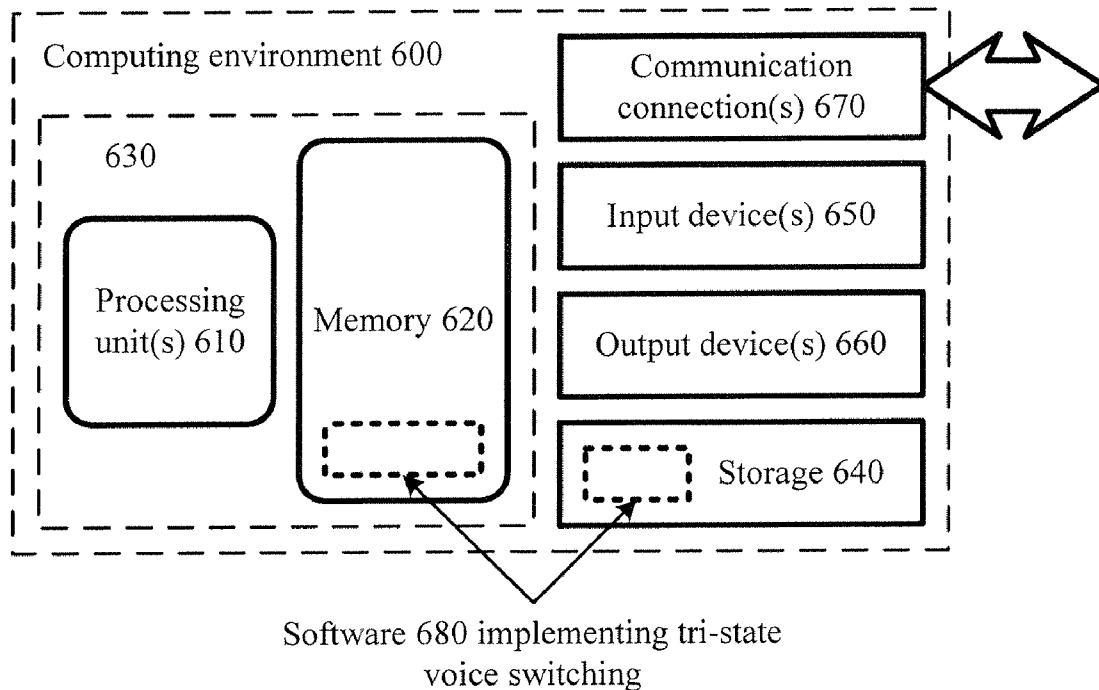 Computing environment 600
Communication
connection(s) 670
630
Input device(s) 650
Processing
unit(s) 610
Memory 620
Output device(s) 660
Storage 640
Software 680 implementing tri-state
voice switching